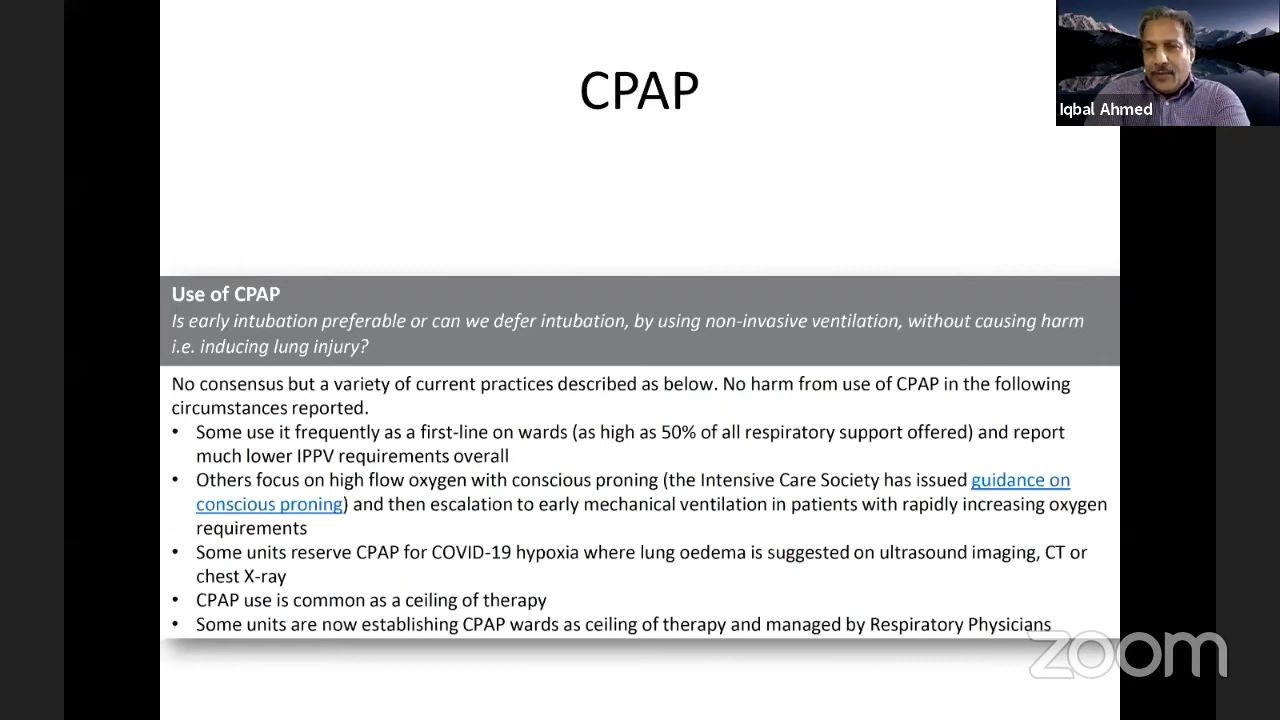 CPAP
Iqbal Ahmed
Use of CPAP
Is early intubation preferable or can we defer intubation, by using non-invasive ventilation, without causing harm
i.e. inducing lung injury?
No consensus but a variety of current practices described as below. No harm from use of CPAP in the following
circumstances reported.
• Some use it frequently as a first-line on wards (as high as 50% of all respiratory support offered) and report
much lower IPPV requirements overall
• Others focus on high flow oxygen with conscious proning (the Intensive Care Society has issued guidance on
conscious proning) and then escalation to early mechanical ventilation in patients with rapidly increasing oxygen
requirements
• Some units reserve CPAP for COVID-19 hypoxia where lung oedema is suggested on ultrasound imaging, CT or
chest X-ray
• CPAP use is common as a ceiling of therapy
• Some units are now establishing CPAP wards as ceiling of therapy and managed by Respiratory Physicians
zoom